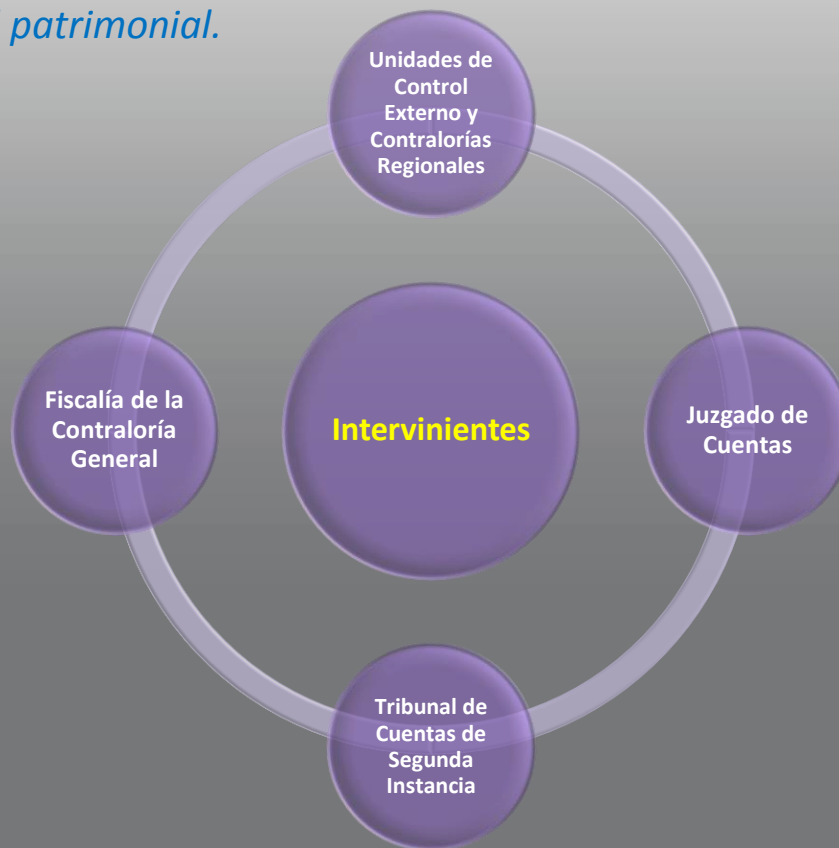 patrimonial.
Unidades de
Control
Externo y
Contralorías
Regionales
Fiscalía de la
Contraloría
General
Intervinientes
Juzgado de
Cuentas
Tribunal de
Cuentas de
Segunda
Instancia